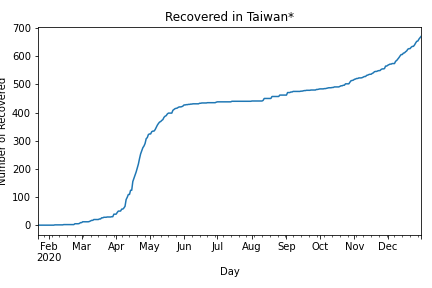 Recovered in Taiwan*
Number of Recovered
700
600
500
400
300
200
100
0
Feb Mar Apr May Jun Jul Aug Sep Oct Nov Dec
2020
Day